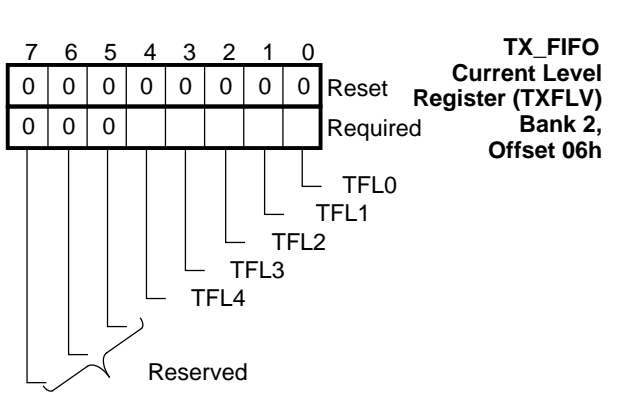 7 6 5 4 3 2 1 0
0 0 0 0 0 0 0 0 Reset
0 0 0 Required
TX_FIFO
Current Level
Register (TXFLV)
Bank 2,
Offset 06h
TFL0
TFL1
TFL2
TFL3
TFL4
Reserved